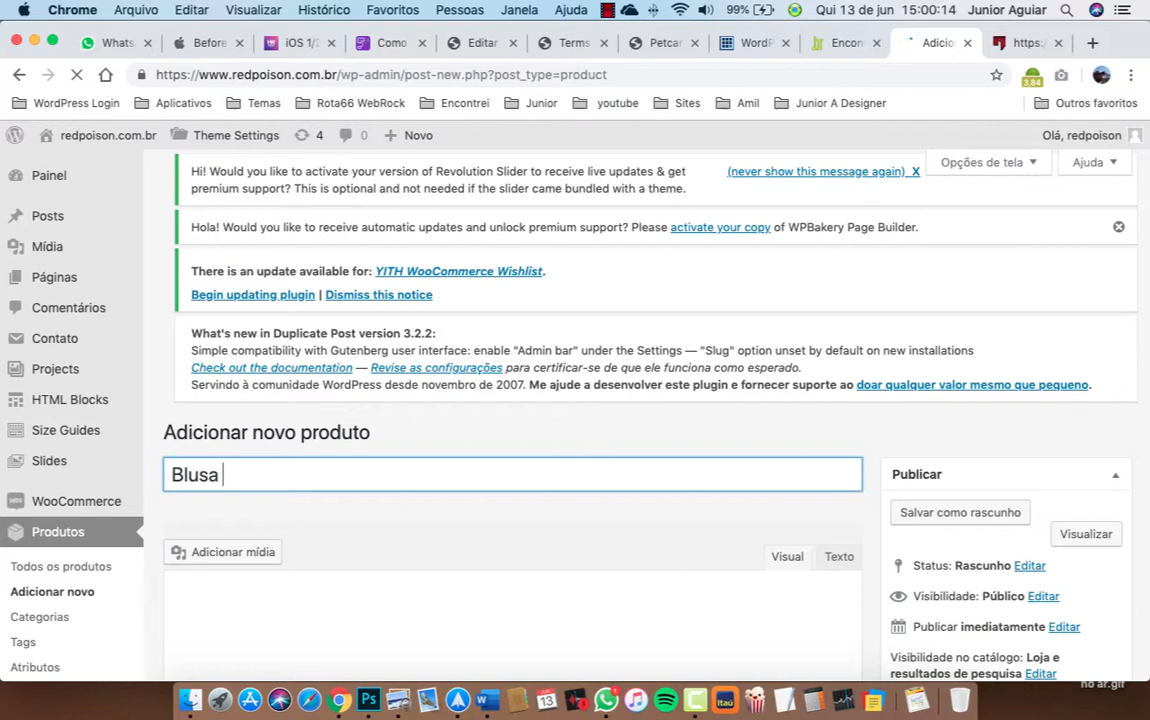 Chrome Arquivo Editar Visualizar Histórico Favoritos Pessoas Janela Ajuda 99% Qui 13 de jun 15:00:14 Junior Aguiar
Whats. Before iOS 1/2 Como Editar Terms Petcar WordP Encon Adicio https:/
https://www.redpoison.com.br/wp-admin/post-new.php?post_type=product
3,84
WordPress Login Aplicativos Temas Rota66 WebRock Encontrei Junior youtube Sites Amil Junior A Designer Outros favoritos
redpoison.com.br Theme Settings 4 0 Novo Olá, redpoison
Opções de tela Ajuda
Painel
Posts
Mídia
Páginas
Comentários
Contato
Projects
HTML Blocks
Size Guides
Slides
WooCommerce
Produtos
Todos os produtos
Adicionar novo
Categorias
Tags
Atributos
Hi! Would you like to activate your version of Revolution Slider to receive live updates & get
premium support? This is optional and not needed if the slider came bundled with a theme.
(never show this message again) X
Hola! Would you like to receive automatic updates and unlock premium support? Please activate your copy of WPBakery Page Builder.
There is an update available for: YITH WooCommerce Wishlist.
Begin updating plugin | Dismiss this notice
What's new in Duplicate Post version 3.2.2:
Simple compatibility with Gutenberg user interface: enable "Admin bar" under the Settings — "Slug" option unset by default on new installations
Check out the documentation — Revise as configurações para certificar-se de que ele funciona como esperado.
Servindo à comunidade WordPress desde novembro de 2007. Me ajude a desenvolver este plugin e fornecer suporte ao doar qualquer valor mesmo que pequeno.
Adicionar novo produto
Blusa
Adicionar mídia Visual Texto
Publicar
Salvar como rascunho
Visualizar
Status: Rascunho Editar
Visibilidade: Público Editar
Publicar imediatamente Editar
Visibilidade no catálogo: Loja e
resultados de pesquisa Editar
no ar.gif
13
Itaú